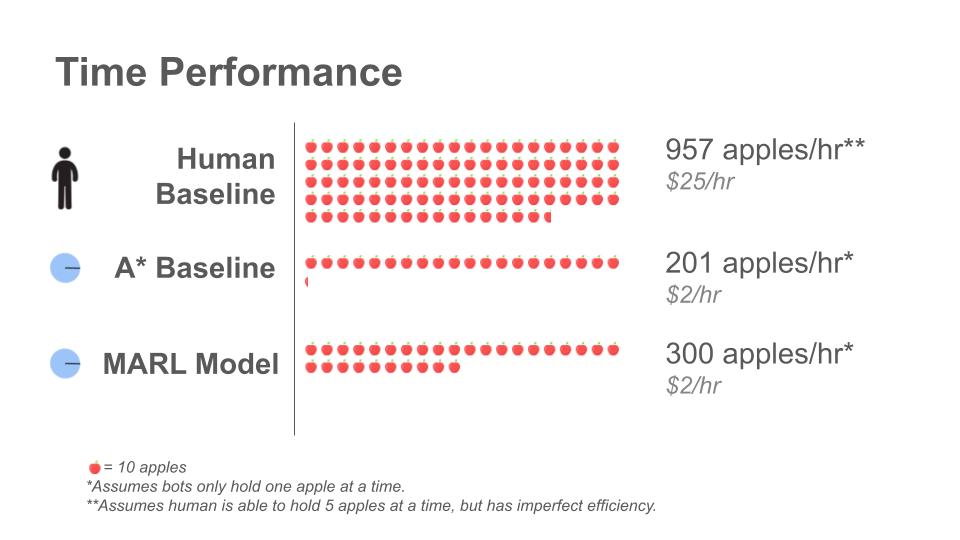 Time Performance
Human
Baseline
957 apples/hr**
$25/hr
A* Baseline
201 apples/hr*
$2/hr
MARL Model
300 apples/hr*
$2/hr
= 10 apples
*Assumes bots only hold one apple at a time.
**Assumes human is able to hold 5 apples at a time, but has imperfect efficiency.